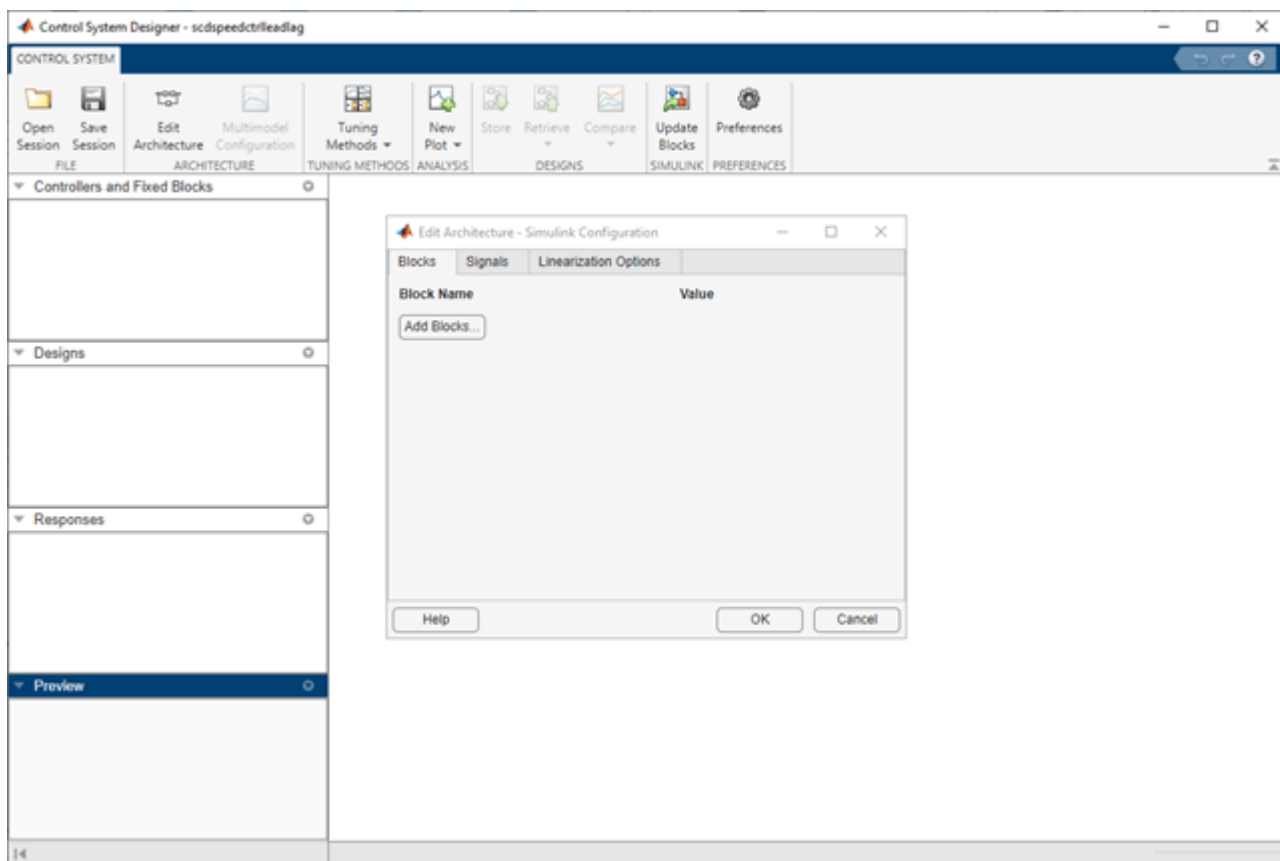 Control System Designer - scdspeedctrlleadlag
CONTROL SYSTEM
?
Open Session
Save Session
Edit Architecture
Multimodel Configuration
Tuning Methods
New Plot
Store
Retrieve
Compare
Update Blocks
Preferences
FILE
ARCHITECTURE
TUNING METHODS
ANALYSIS
DESIGNS
SIMULINK
PREFERENCES
Controllers and Fixed Blocks
Designs
Responses
Preview
Edit Architecture - Simulink Configuration
Blocks
Signals
Linearization Options
Block Name
Value
Add Blocks...
Help
OK
Cancel